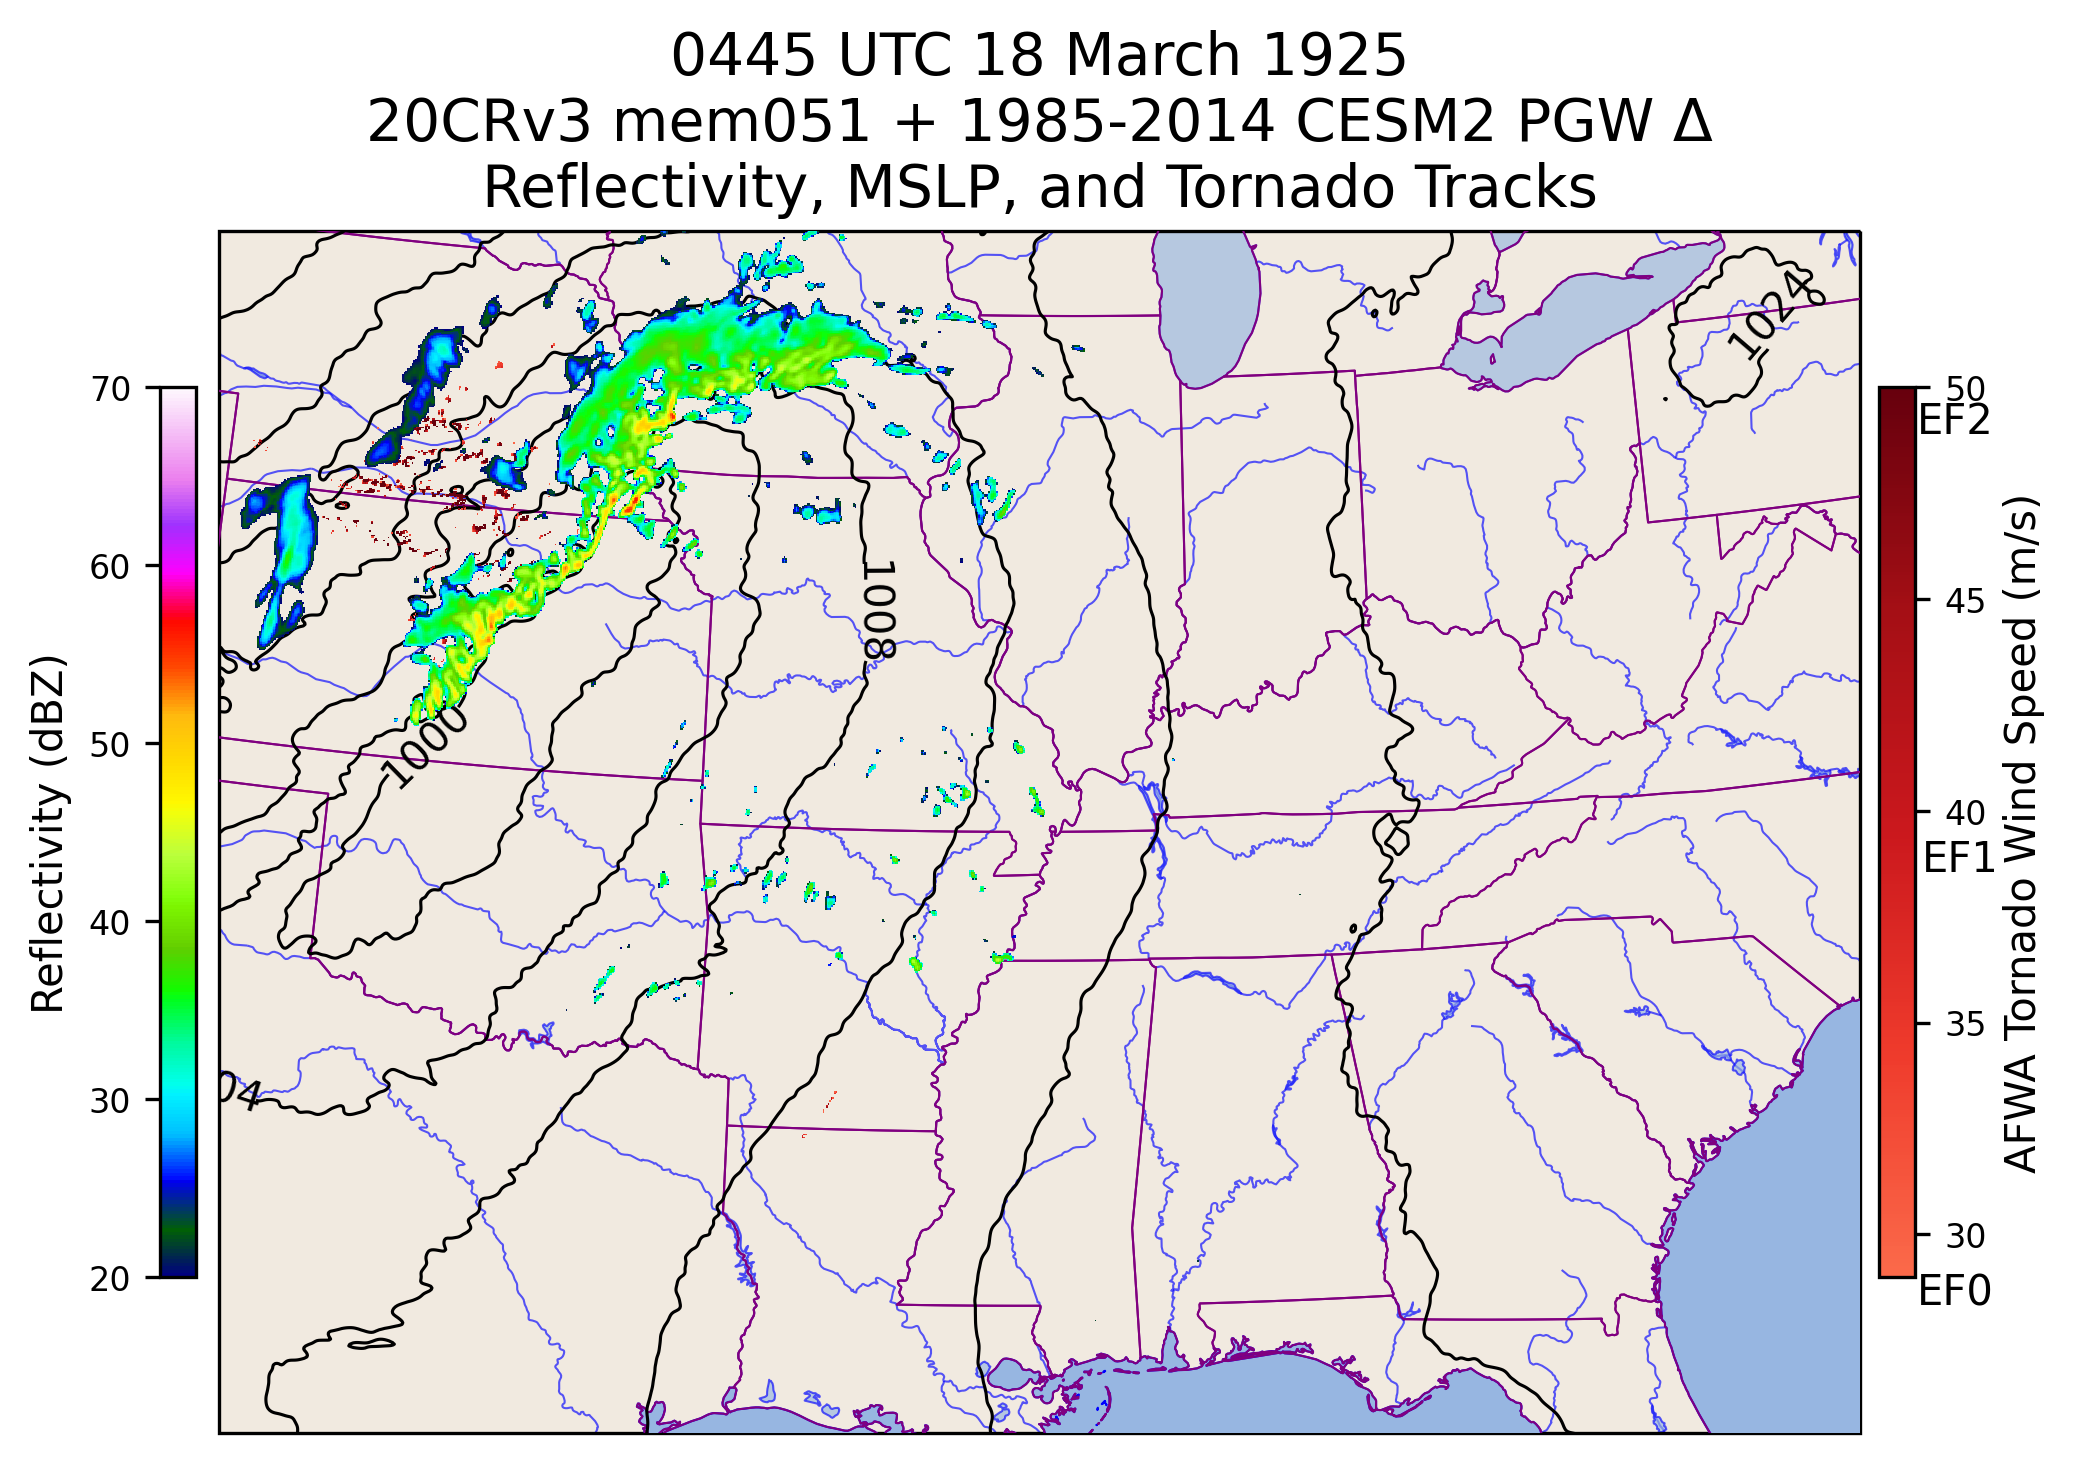 0445 UTC 18 March 1925
20CRv3 mem051 + 1985-2014 CESM2 PGW Δ
Reflectivity, MSLP, and Tornado Tracks
Reflectivity (dBZ)
70
60
50
40
30
20
1024
1008
1000
04
50
EF2
45
40
EF1
35
30
EF0
AFWA Tornado Wind Speed (m/s)